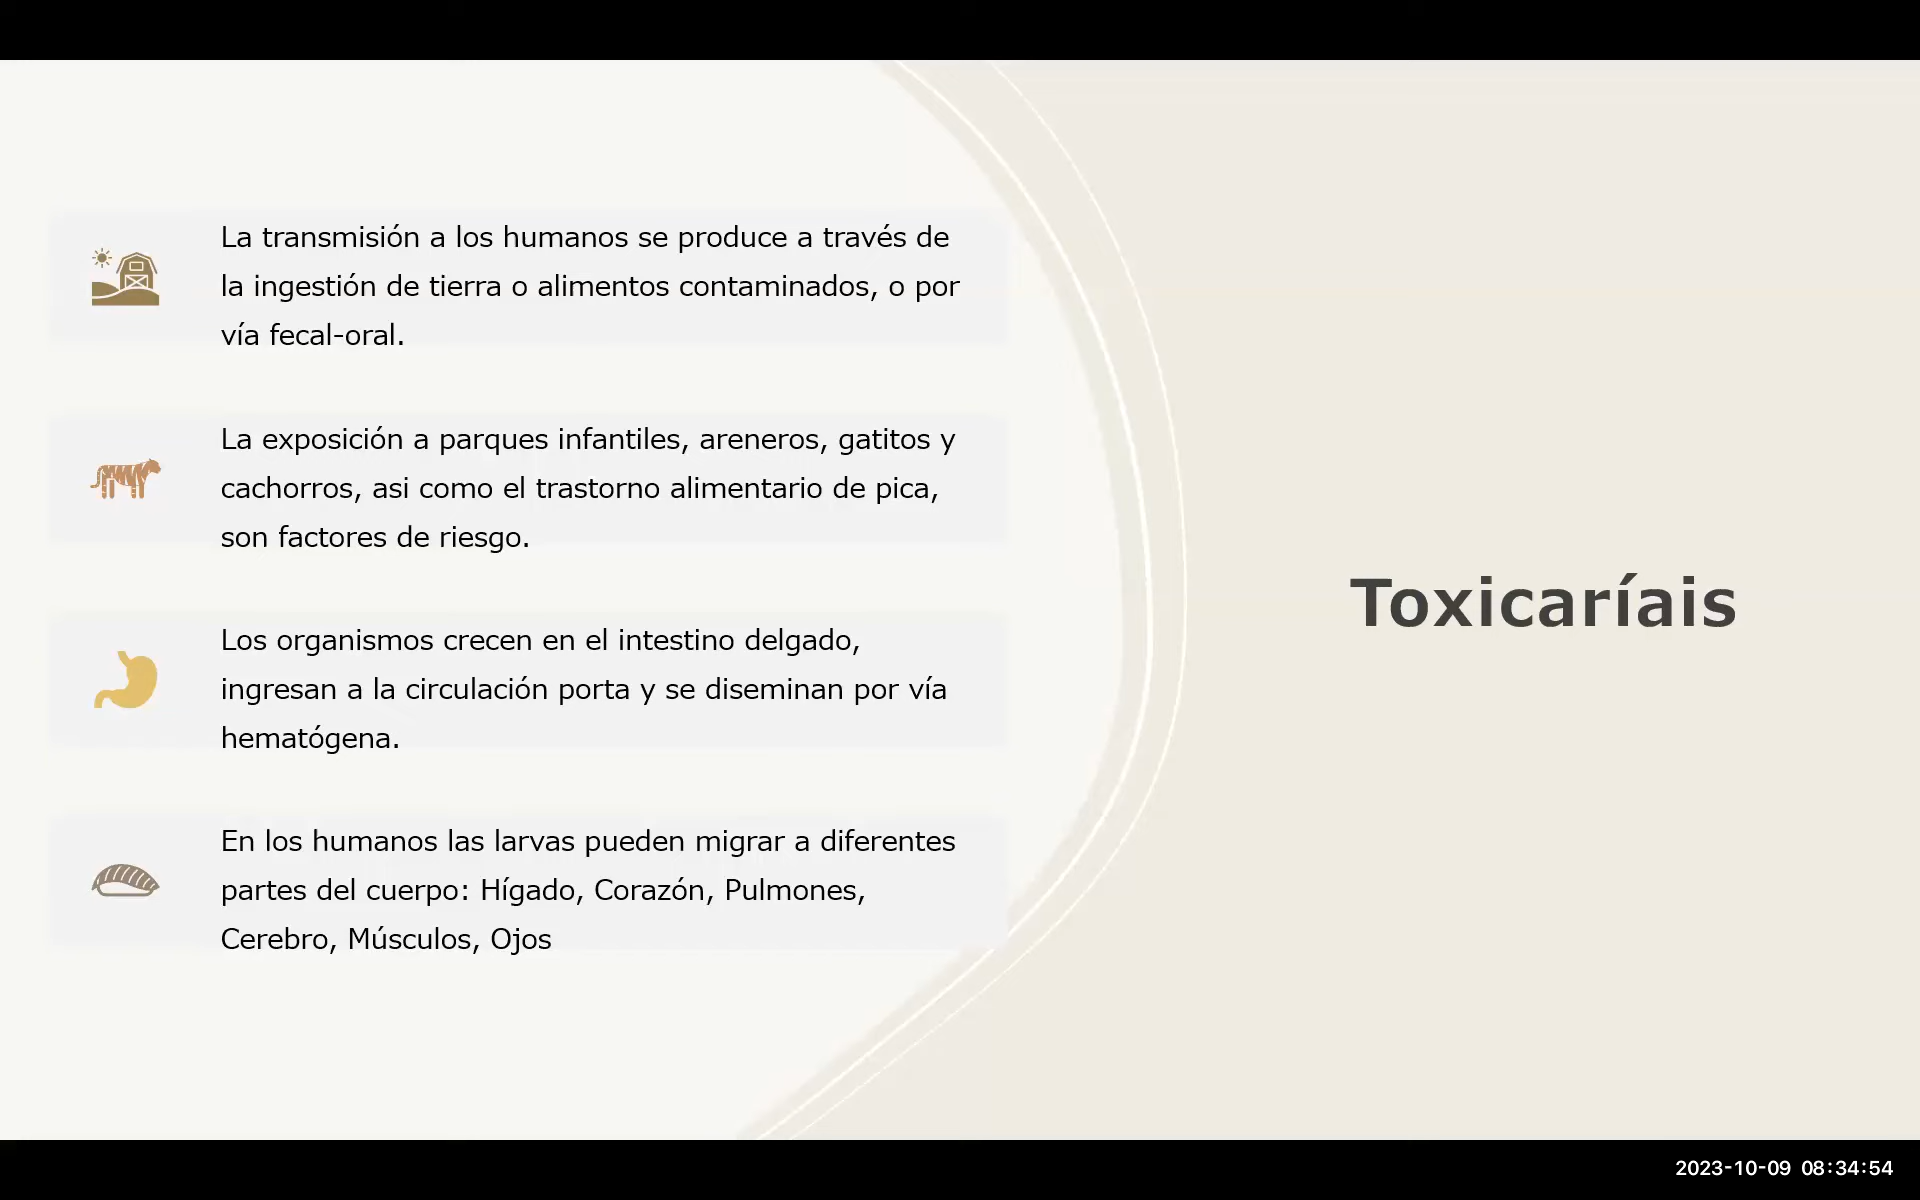 La transmisión a los humanos se produce a través de
la ingestión de tierra o alimentos contaminados, o por
vía fecal-oral.
La exposición a parques infantiles, areneros, gatitos y
cachorros, asi como el trastorno alimentario de pica,
son factores de riesgo.
Los organismos crecen en el intestino delgado,
ingresan a la circulación porta y se diseminan por vía
hematógena.
En los humanos las larvas pueden migrar a diferentes
partes del cuerpo: Hígado, Corazón, Pulmones,
Cerebro, Músculos, Ojos
Toxicaríais
2023-10-09 08:34:54